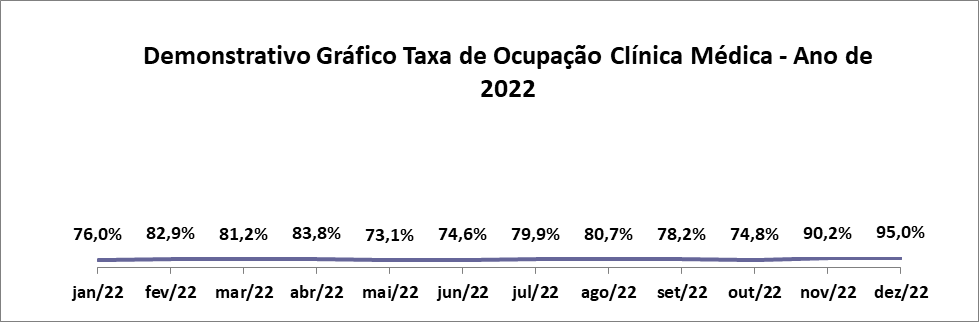 Demonstrativo Gráfico Taxa de Ocupação Clínica Médica - Ano de
2022
76,0% 82,9% 81,2% 83,8% 73,1% 74,6% 79,9% 80,7% 78,2% 74,8% 90,2% 95,0%
jan/22 fev/22 mar/22 abr/22 mai/22 jun/22 jul/22 ago/22 set/22 out/22 nov/22 dez/22